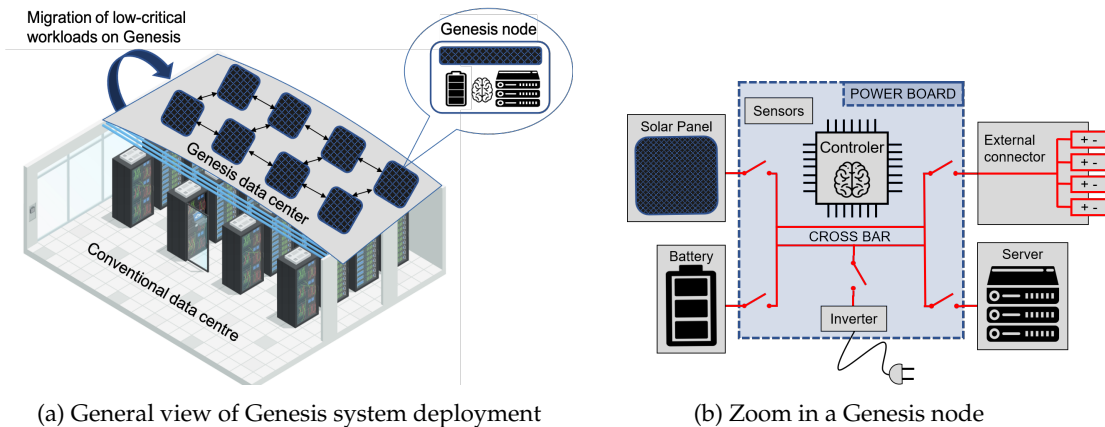 Migration of low-critical
workloads on Genesis
Genesis node
Genesis data center
Conventional data centre
(a) General view of Genesis system deployment
POWER BOARD
Sensors
Solar Panel
Controler
External
connector
+ -
+ -
+ -
+ -
CROSS BAR
Battery
Server
Inverter
(b) Zoom in a Genesis node